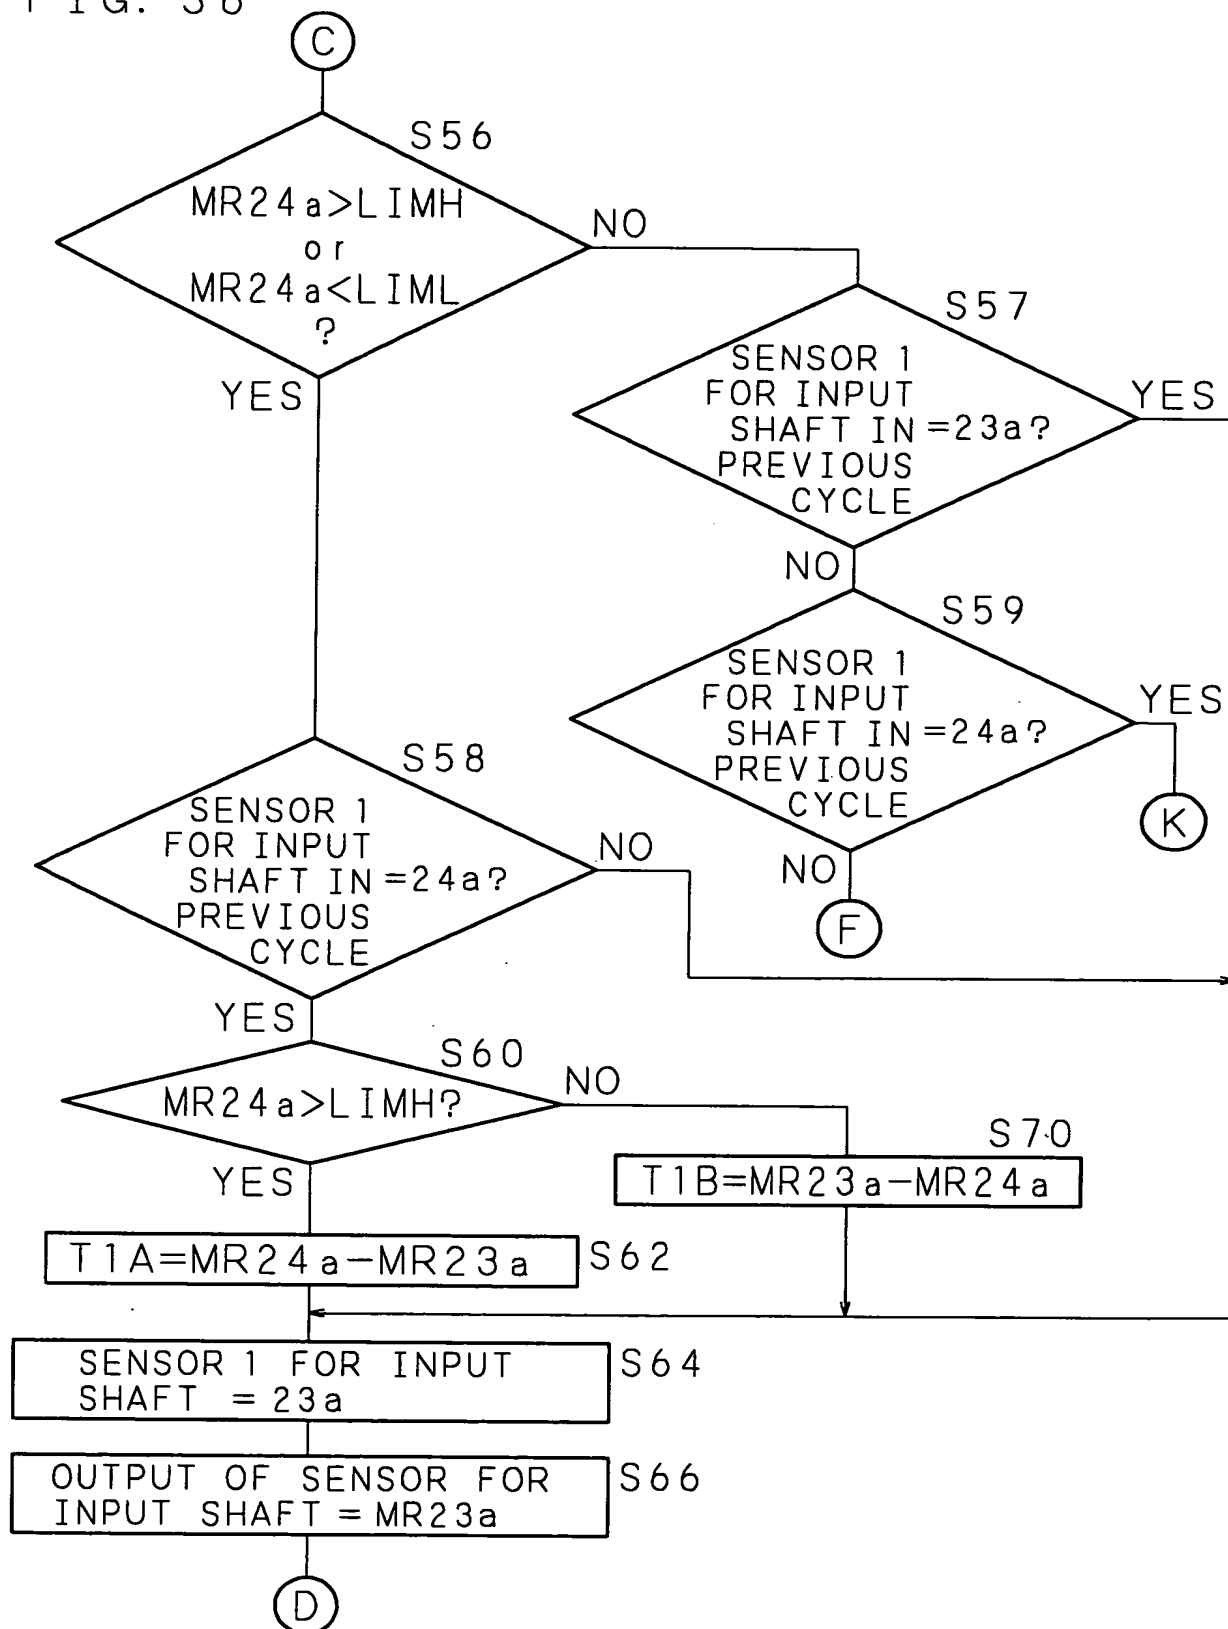 FIG. 36
C
S56
MR24a>LIMH
or
MR24a<LIML
?
NO
YES
S57
SENSOR 1
FOR INPUT
SHAFT IN =23a?
PREVIOUS
CYCLE
YES
NO
S59
SENSOR 1
FOR INPUT
SHAFT IN =24a?
PREVIOUS
CYCLE
YES
K
NO
F
S58
SENSOR 1
FOR INPUT
SHAFT IN =24a?
PREVIOUS
CYCLE
NO
YES
S60
MR24a>LIMH?
NO
YES
S70
T1B=MR23a-MR24a
T1A=MR24a-MR23a
S62
SENSOR 1 FOR INPUT
SHAFT = 23a
S64
OUTPUT OF SENSOR FOR
INPUT SHAFT = MR23a
S66
D